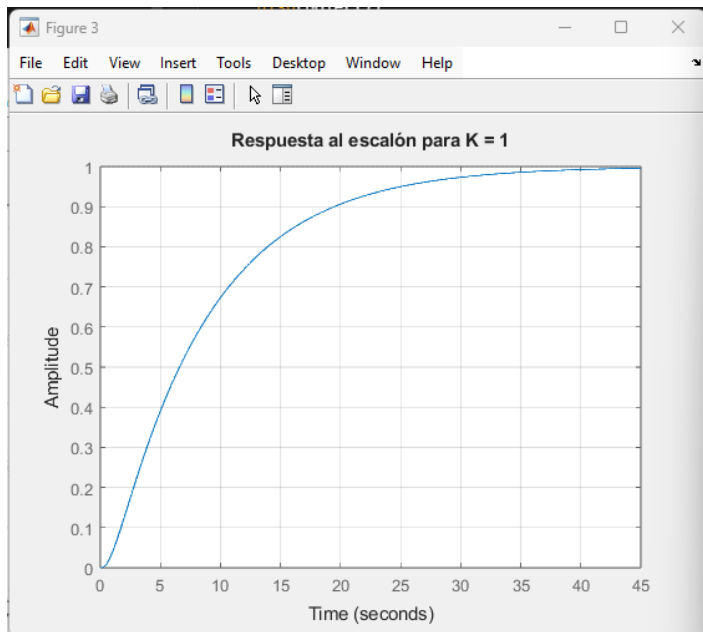 Figure 3
File Edit View Insert Tools Desktop Window Help
Respuesta al escalón para K = 1
1
0.9
0.8
0.7
0.6
0.5
0.4
0.3
0.2
0.1
0
Amplitude
0 5 10 15 20 25 30 35 40 45
Time (seconds)